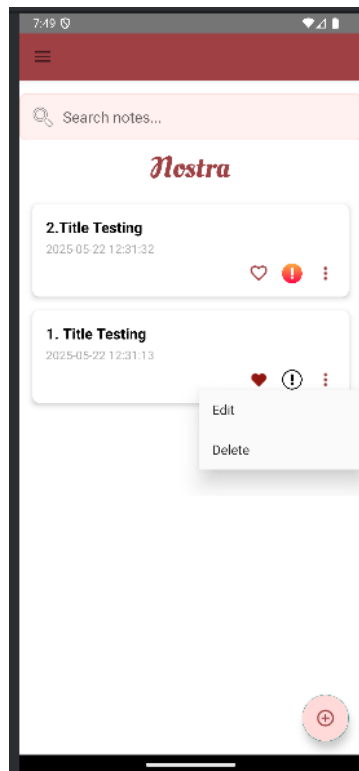 7:49
Search notes...
Nostra
2.Title Testing
2025-05-22 12:31:32
1. Title Testing
2025-05-22 12:31:13
Edit
Delete